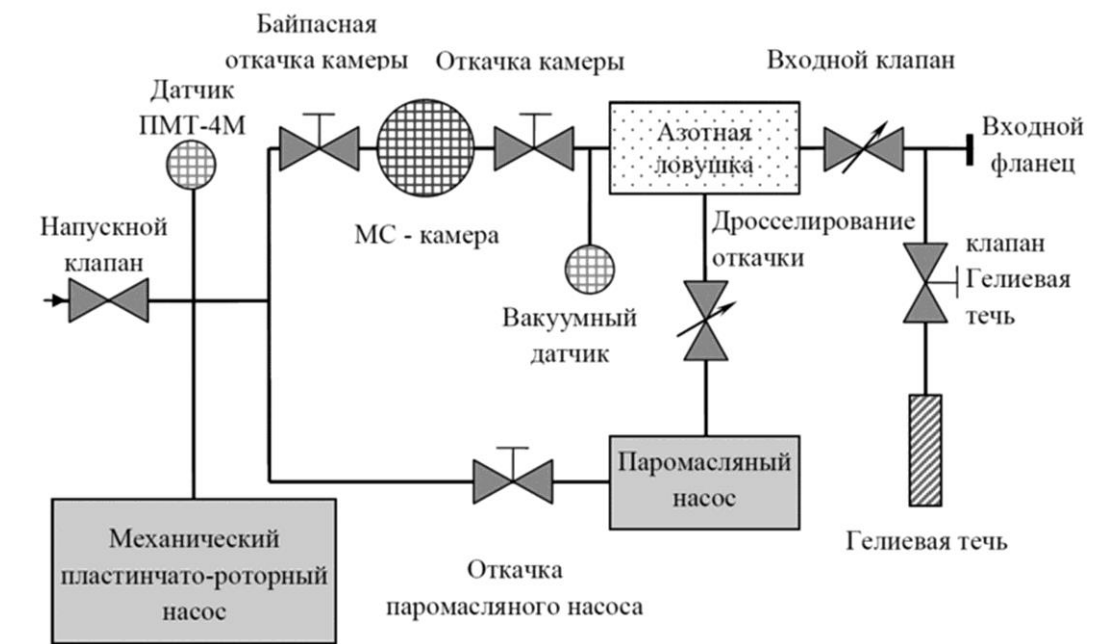 Байпасная
откачка камеры
Откачка камеры
Входной клапан
Датчик
ПМТ-4М
Азотная
ловушка
Входной
фланец
Напускной
клапан
МС - камера
Дросселирование
откачки
клапан
Гелиевая
течь
Вакуумный
датчик
Паромасляный
насос
Механический
пластинчато-роторный
насос
Откачка
паромасляного насоса
Гелиевая течь